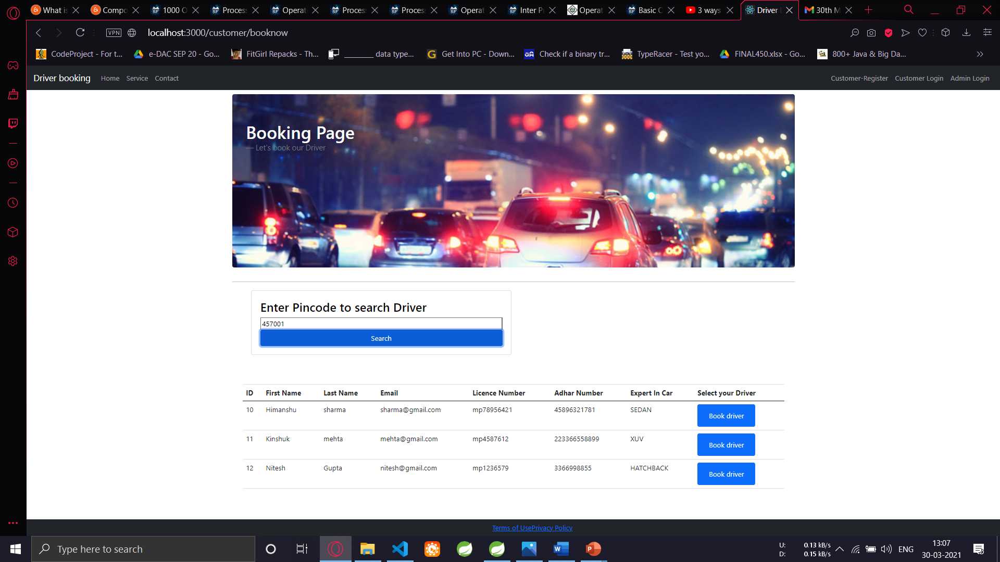 What is
Compo
1000 O
Process
Operati
Process
Process
Operat
Inter Pr
Operat
Basic O
3 ways
Driver
30th M
VPN
localhost:3000/customer/booknow
CodeProject - For t...
e-DAC SEP 20 - Go...
FitGirl Repacks - Th...
________ data type...
Get Into PC - Down...
Check if a binary tr...
TypeRacer - Test yo...
FINAL450.xlsx - Go...
800+ Java & Big Da...
Driver booking Home Service Contact Customer-Register Customer Login Admin Login
Booking Page
— Let's book our Driver
Enter Pincode to search Driver
457001
Search
ID First Name Last Name Email Licence Number Adhar Number Expert In Car Select your Driver
10 Himanshu sharma sharma@gmail.com mp78956421 45896321781 SEDAN Book driver
11 Kinshuk mehta mehta@gmail.com mp4587612 223366558899 XUV Book driver
12 Nitesh Gupta nitesh@gmail.com mp1236579 3366998855 HATCHBACK Book driver
Terms of UsePrivacy Policy
Type here to search
U: 0.13 kB/s
D: 0.15 kB/s
ENG
13:07
30-03-2021